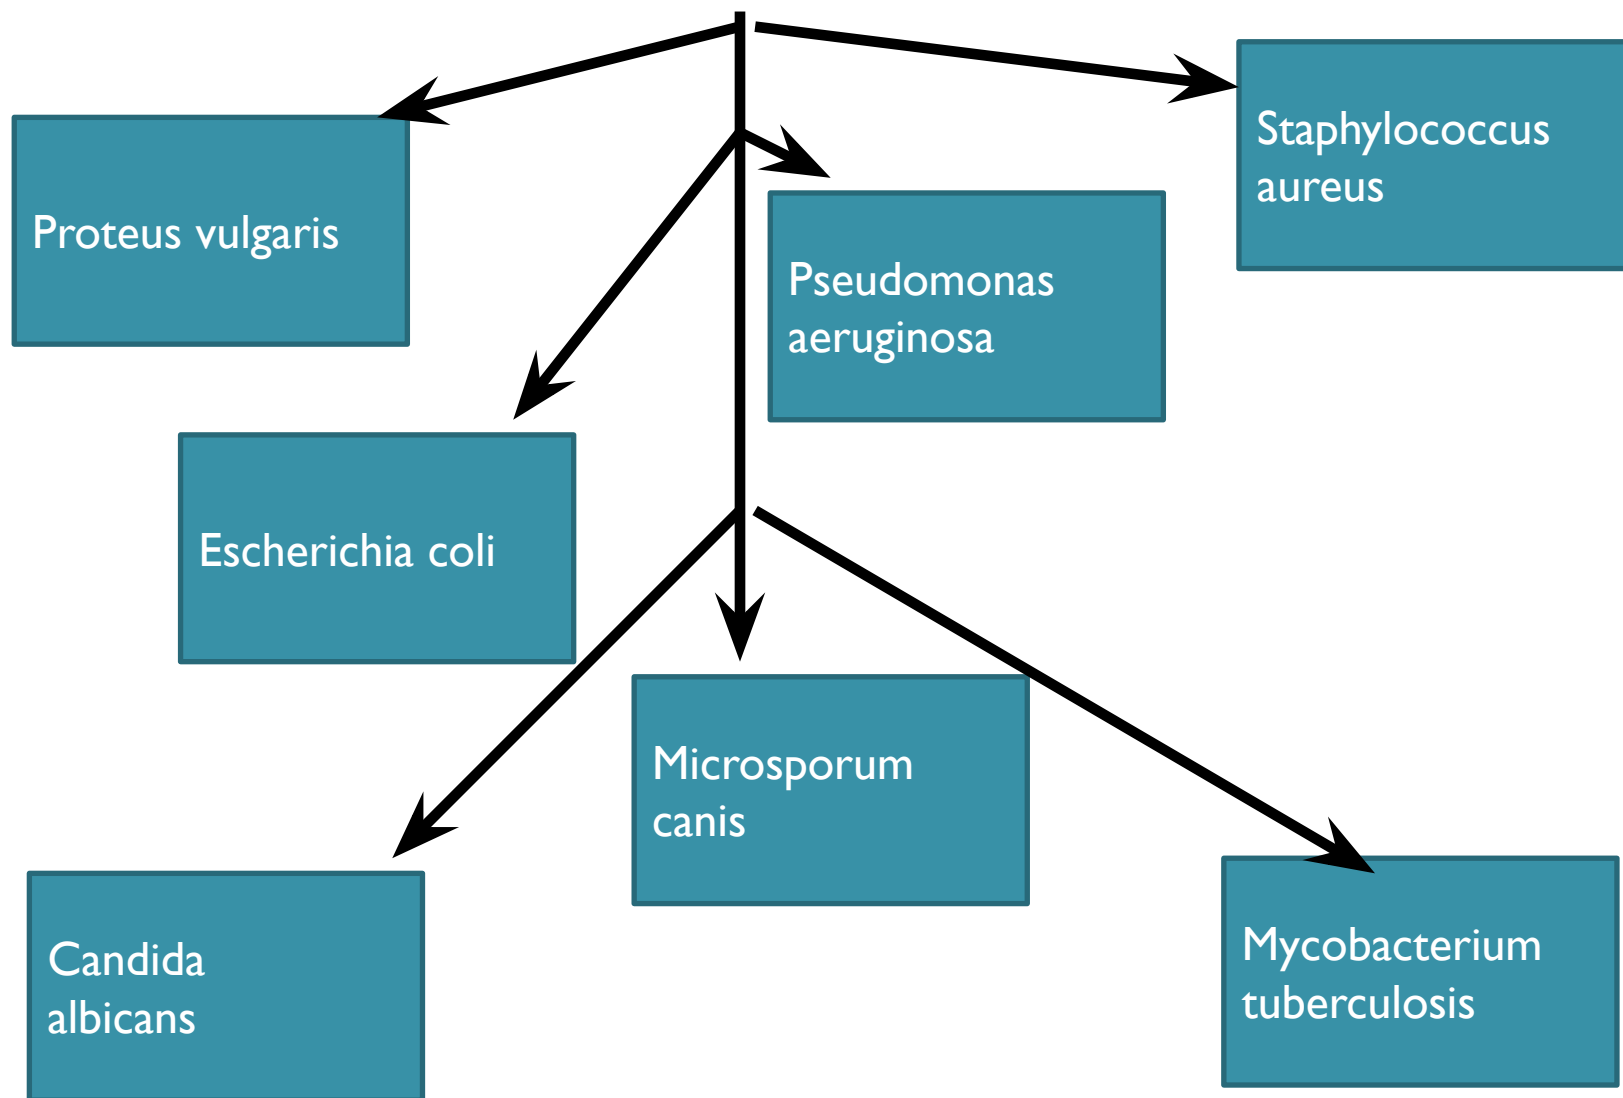 Proteus vulgaris
Staphylococcus
aureus
Pseudomonas
aeruginosa
Escherichia coli
Microsporum
canis
Candida
albicans
Mycobacterium
tuberculosis